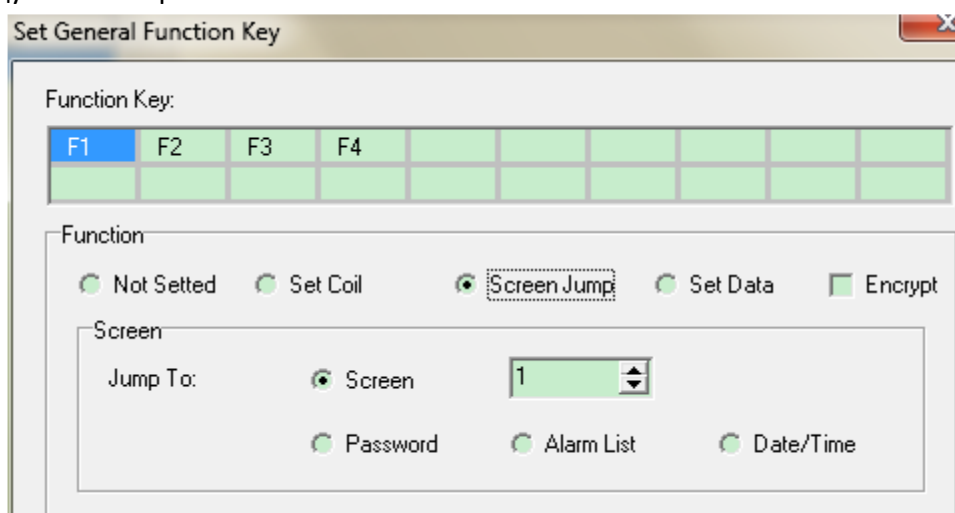 Set General Function Key
Function Key:
F1 F2 F3 F4
Function
Not Setted Set Coil Screen Jump Set Data Encrypt
Screen
Jump To: Screen 1
Password Alarm List Date/Time